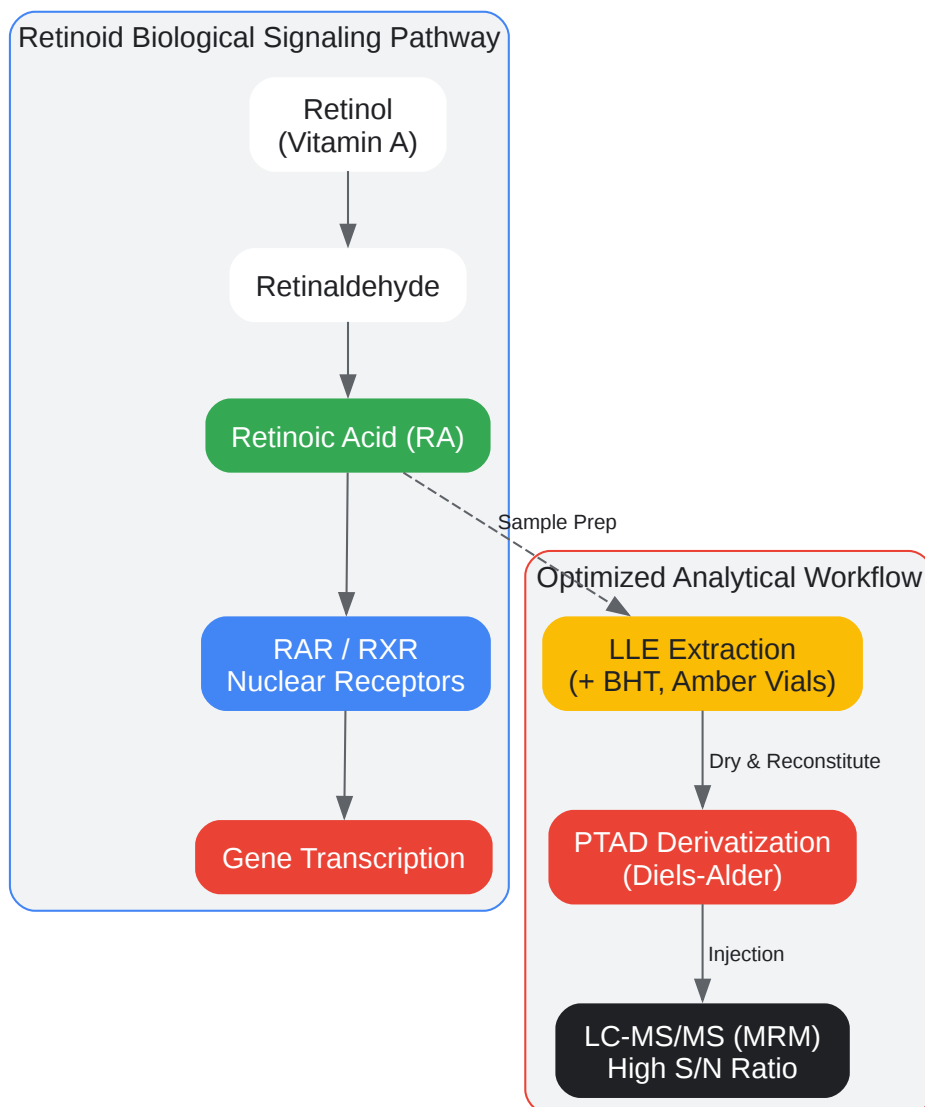 Retinoid Biological Signaling Pathway
Retinol
(Vitamin A)
Retinaldehyde
Retinoic Acid (RA)
Sample Prep
RAR / RXR
Nuclear Receptors
Gene Transcription
Optimized Analytical Workflow
LLE Extraction
(+ BHT, Amber Vials)
Dry & Reconstitute
PTAD Derivatization
(Diels-Alder)
Injection
LC-MS/MS (MRM)
High S/N Ratio